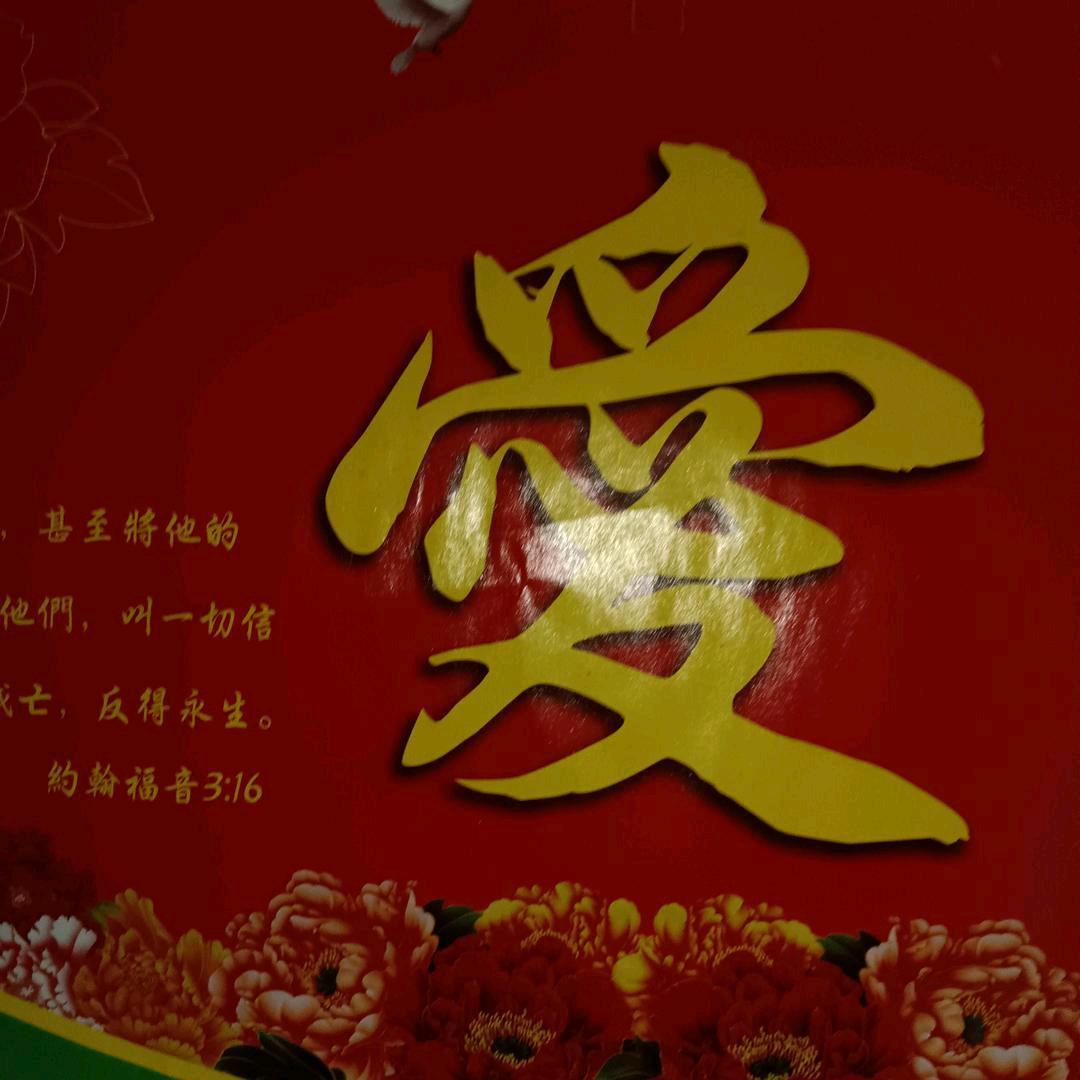 愛
，甚至將他的
他們，叫一切信
亡，反得永生。
約翰福音3:16